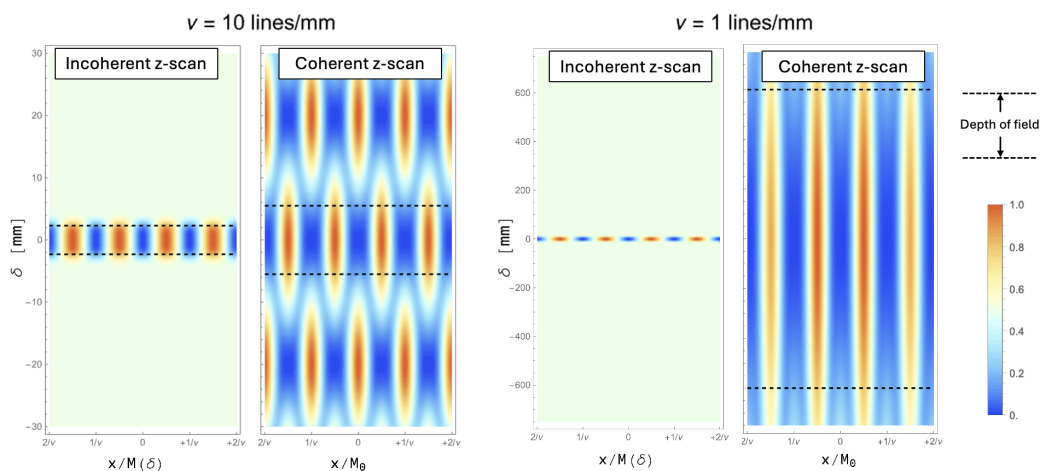 ν = 10 lines/mm
ν = 1 lines/mm
Incoherent z-scan
Coherent z-scan
Incoherent z-scan
Coherent z-scan
30
20
10
0
-10
-20
-30
δ [mm]
2/ν 1/ν 0 +1/ν +2/ν
x/M(δ)
2/ν 1/ν 0 +1/ν +2/ν
x/M₀
600
400
200
0
-200
-400
-600
δ [mm]
2/ν 1/ν 0 +1/ν +2/ν
x/M(δ)
2/ν 1/ν 0 +1/ν +2/ν
x/M₀
Depth of field
1.0
0.8
0.6
0.4
0.2
0.